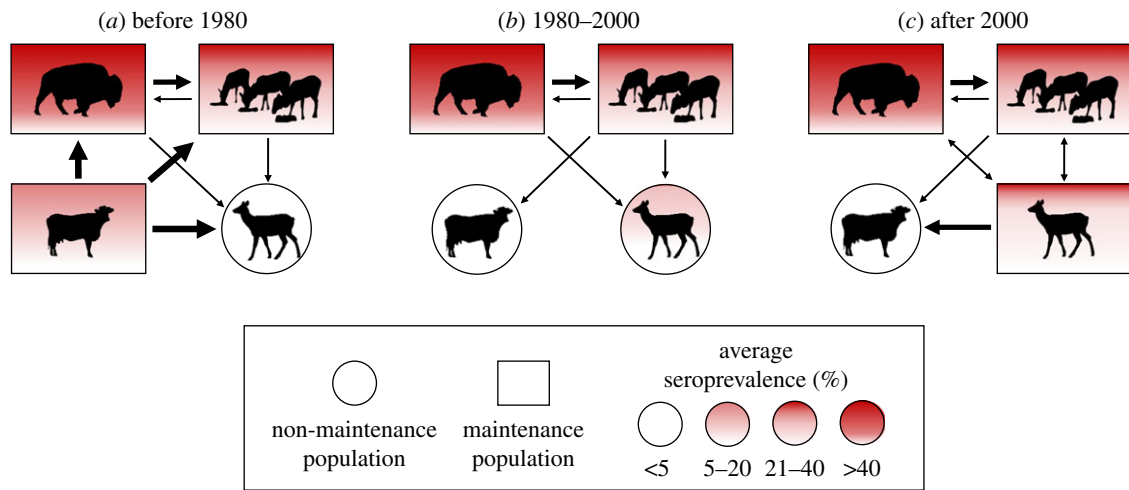 (a) before 1980
(b) 1980–2000
(c) after 2000
non-maintenance
population
maintenance
population
average
seroprevalence (%)
<5
5–20
21–40
>40